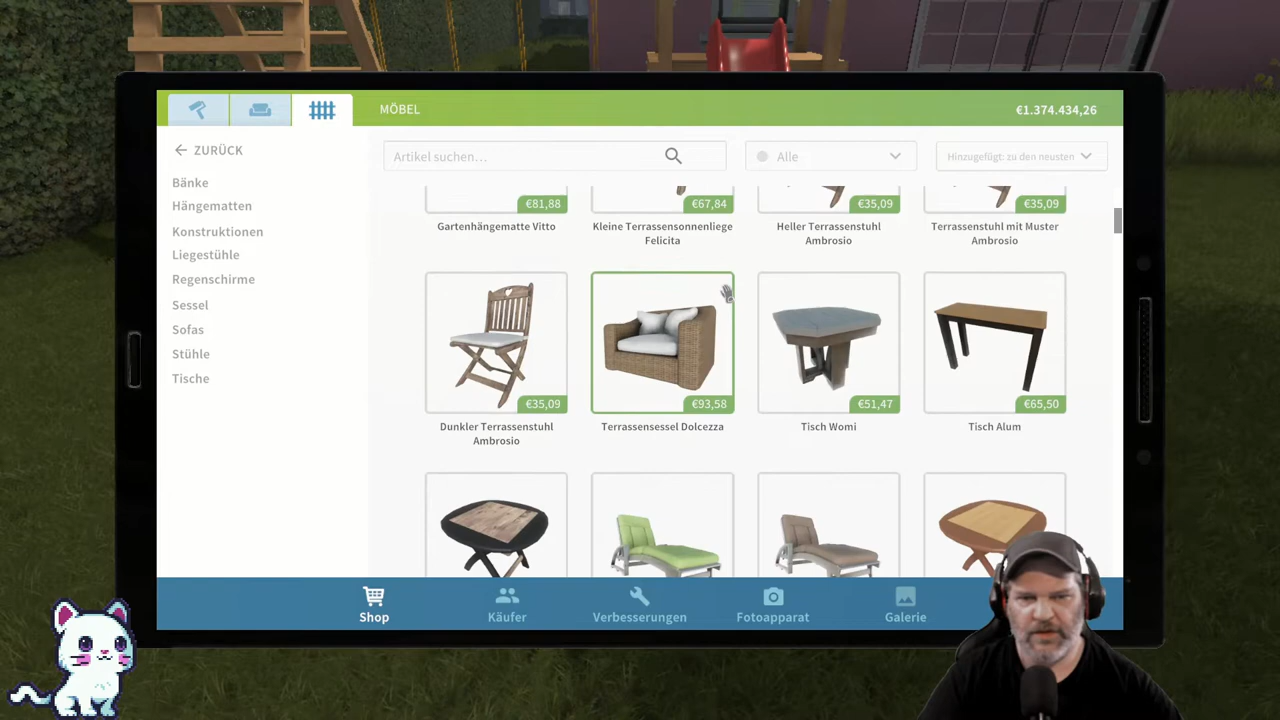 MÖBEL
€1.374.434,26
ZURÜCK
Artikel suchen...
Alle
Hinzugefügt: zu den neusten
Bänke
Hängematten
Konstruktionen
Liegestühle
Regenschirme
Sessel
Sofas
Stühle
Tische
€81,88
€67,84
€35,09
€35,09
Gartenhängematte Vitto
Kleine Terrassensonnenliege
Felicita
Heller Terrassenstuhl
Ambrosio
Terrassenstuhl mit Muster
Ambrosio
€35,09
€93,58
€51,47
€65,50
Dunkler Terrassenstuhl
Ambrosio
Terrassensessel Dolcezza
Tisch Womi
Tisch Alum
Shop
Käufer
Verbesserungen
Fotoapparat
Galerie